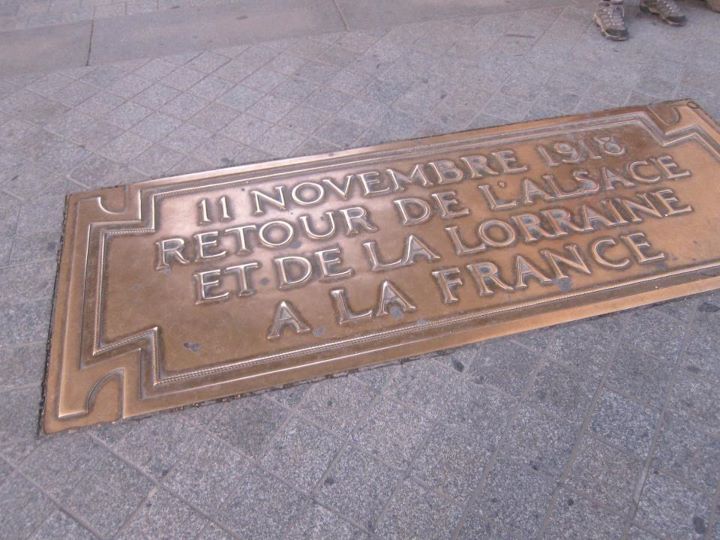 11 NOVEMBRE 1918
RETOUR DE L'ALSACE
ET DE LA LORRAINE
A LA FRANCE